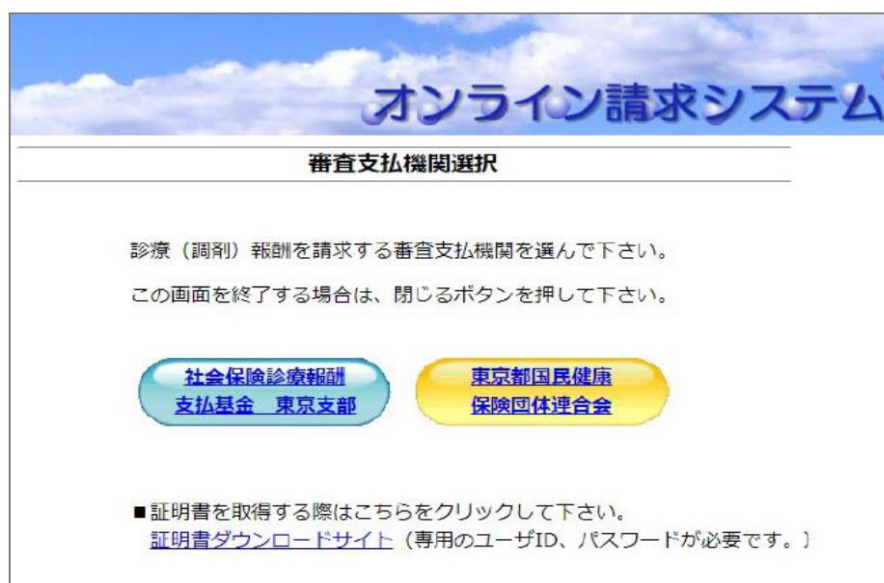 オンライン請求システム
審査支払機関選択
診療（調剤）報酬を請求する審査支払機関を選んで下さい。
この画面を終了する場合は、閉じるボタンを押して下さい。
社会保険診療報酬
支払基金　東京支部
東京都国民健康
保険団体連合会
■証明書を取得する際はこちらをクリックして下さい。
証明書ダウンロードサイト（専用のユーザID、パスワードが必要です。）